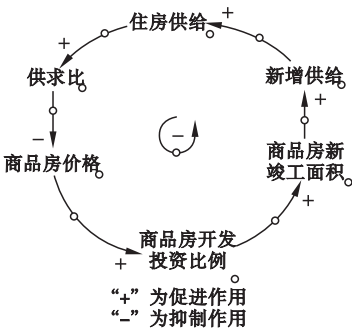 住房供给
+
+
供求比
新增供给
+
−
−
商品房价格
商品房新
竣工面积
+
商品房开发
投资比例
+
“+”为促进作用
“−”为抑制作用